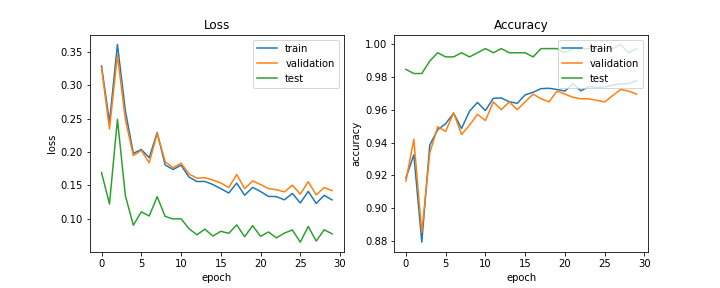 Loss
train
validation
test
0.35
0.30
0.25
0.20
0.15
0.10
loss
0 5 10 15 20 25 30
epoch
Accuracy
train
validation
test
1.00
0.98
0.96
0.94
0.92
0.90
0.88
accuracy
0 5 10 15 20 25 30
epoch